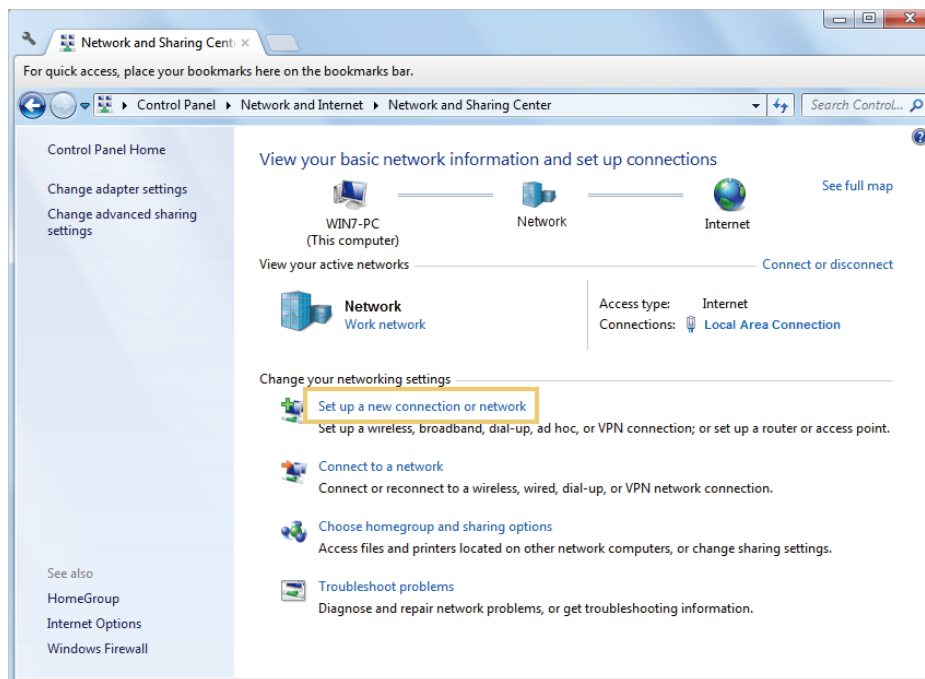 Network and Sharing Cent
For quick access, place your bookmarks here on the bookmarks bar.
Control Panel Network and Internet Network and Sharing Center
Search Control...
Control Panel Home
Change adapter settings
Change advanced sharing
settings
View your basic network information and set up connections
See full map
WIN7-PC
(This computer)
Network
Internet
View your active networks
Connect or disconnect
Network
Work network
Access type: Internet
Connections: Local Area Connection
Change your networking settings
Set up a new connection or network
Set up a wireless, broadband, dial-up, ad hoc, or VPN connection; or set up a router or access point.
Connect to a network
Connect or reconnect to a wireless, wired, dial-up, or VPN network connection.
Choose homegroup and sharing options
Access files and printers located on other network computers, or change sharing settings.
Troubleshoot problems
Diagnose and repair network problems, or get troubleshooting information.
See also
HomeGroup
Internet Options
Windows Firewall